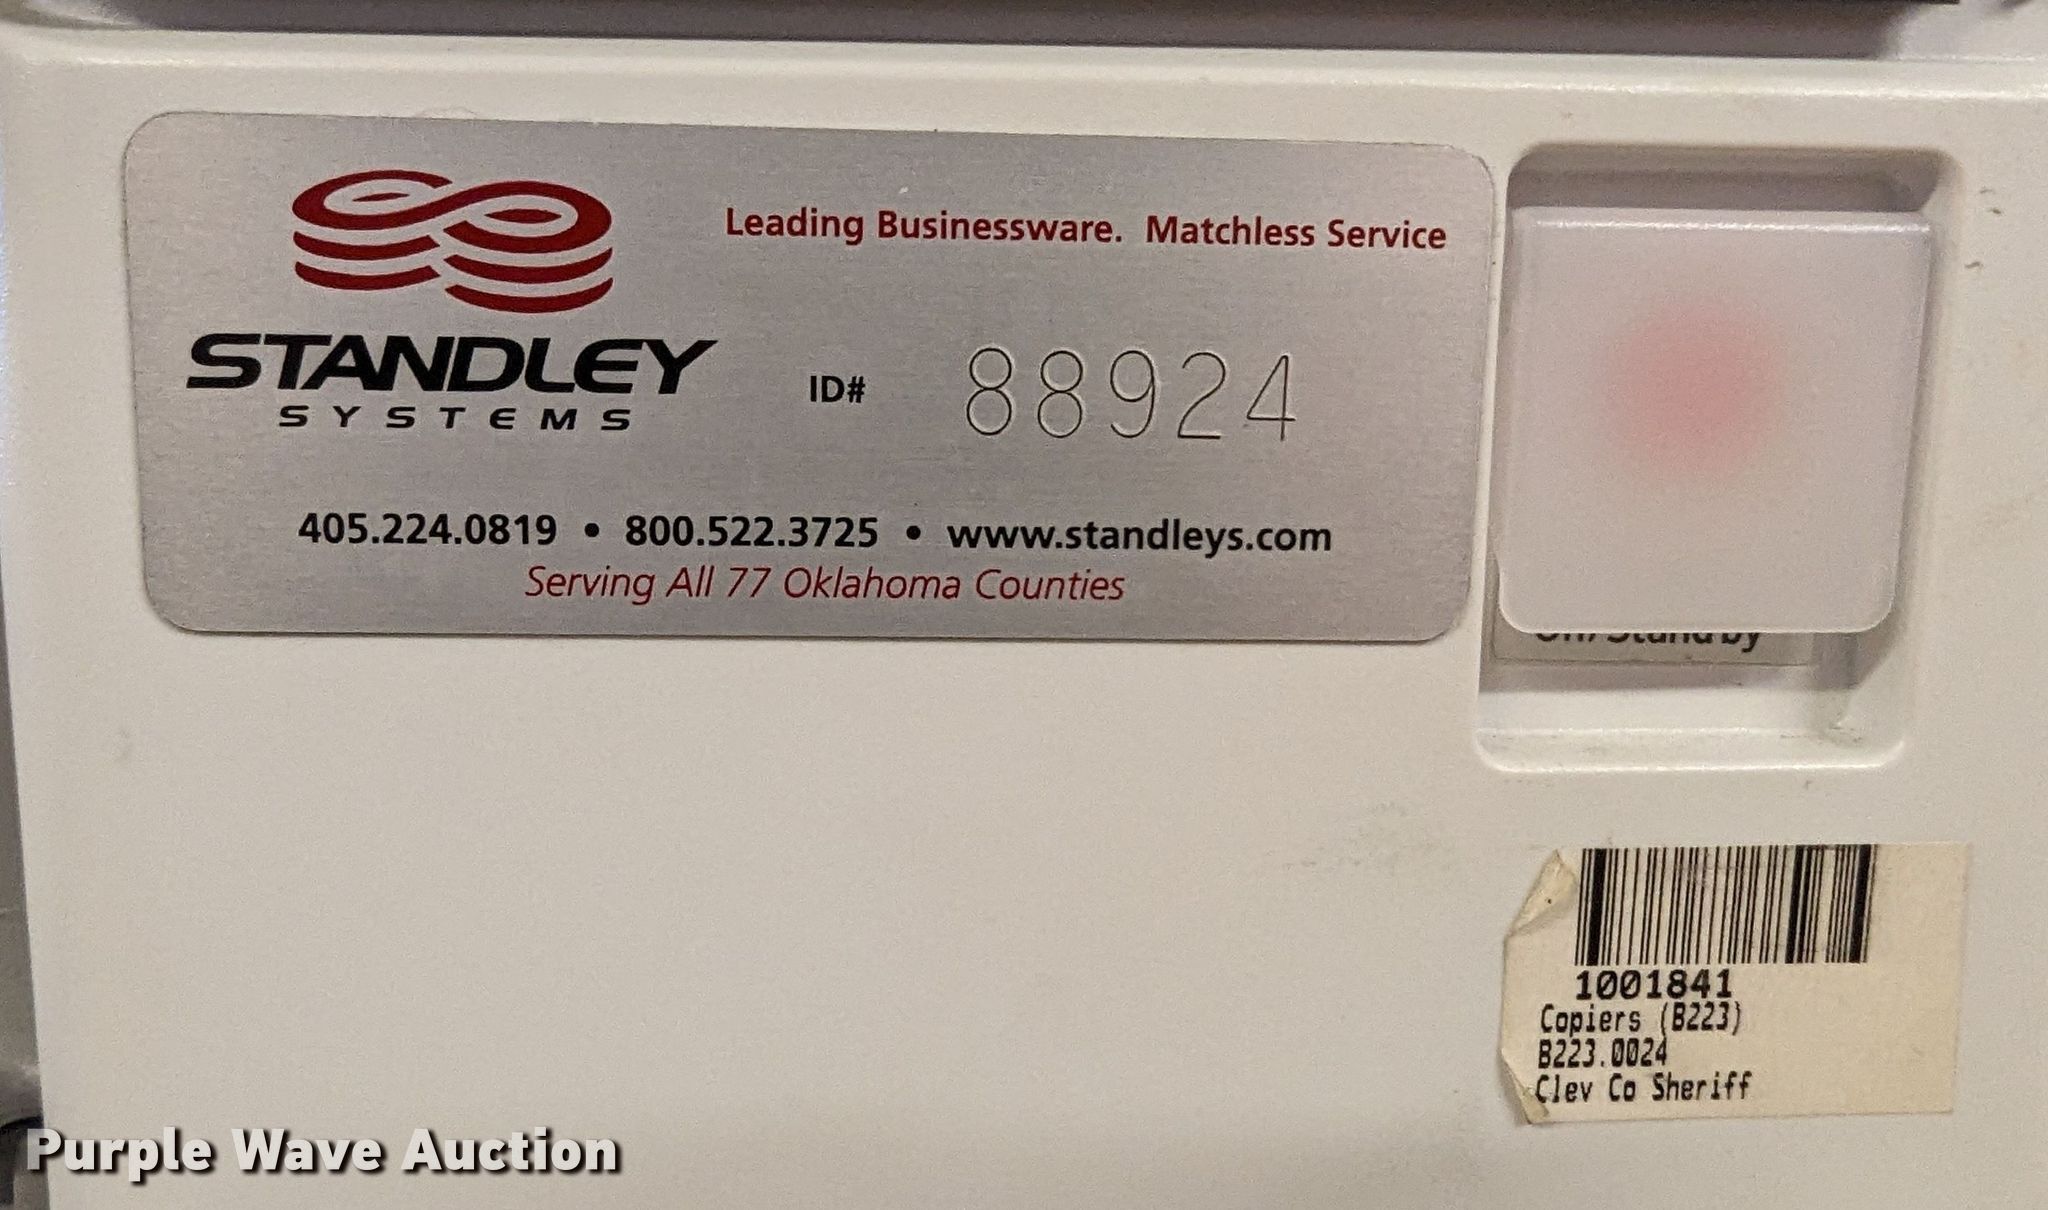 Leading Businessware. Matchless Service
STANDLEY
SYSTEMS
ID# 88924
405.224.0819 • 800.522.3725 • www.standleys.com
Serving All 77 Oklahoma Counties
Standby
1001841
Copiers (B223)
B223.0024
Clev Co Sheriff
Purple Wave Auction